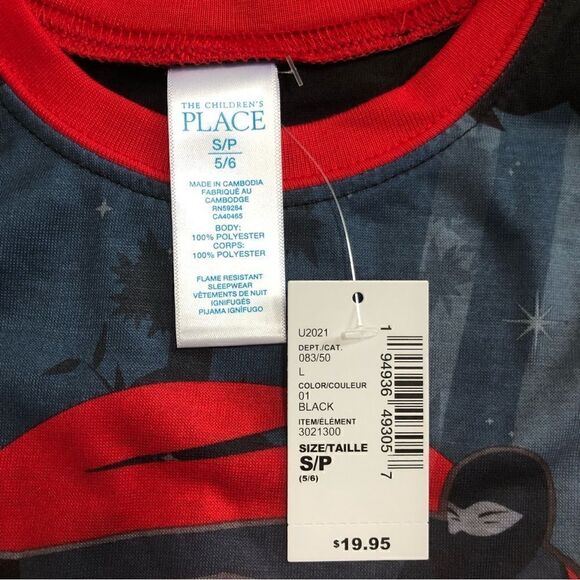 THE CHILDREN'S
PLACE
S/P
5/6
MADE IN CAMBODIA
FABRIQUÉ AU
CAMBODGE
RN59284
CA40465
BODY:
100% POLYESTER
CORPS:
100% POLYESTER
FLAME RESISTANT
SLEEPWEAR
VÊTEMENTS DE NUIT
IGNIFUGÉS
PIJAMA IGNÍFUGO
U2021
DEPT./CAT.
083/50
L
COLOR/COULEUR
01
BLACK
ITEM/ÉLÉMENT
3021300
SIZE/TAILLE
S/P
(5/6)
1 94936 49305 7
$19.95